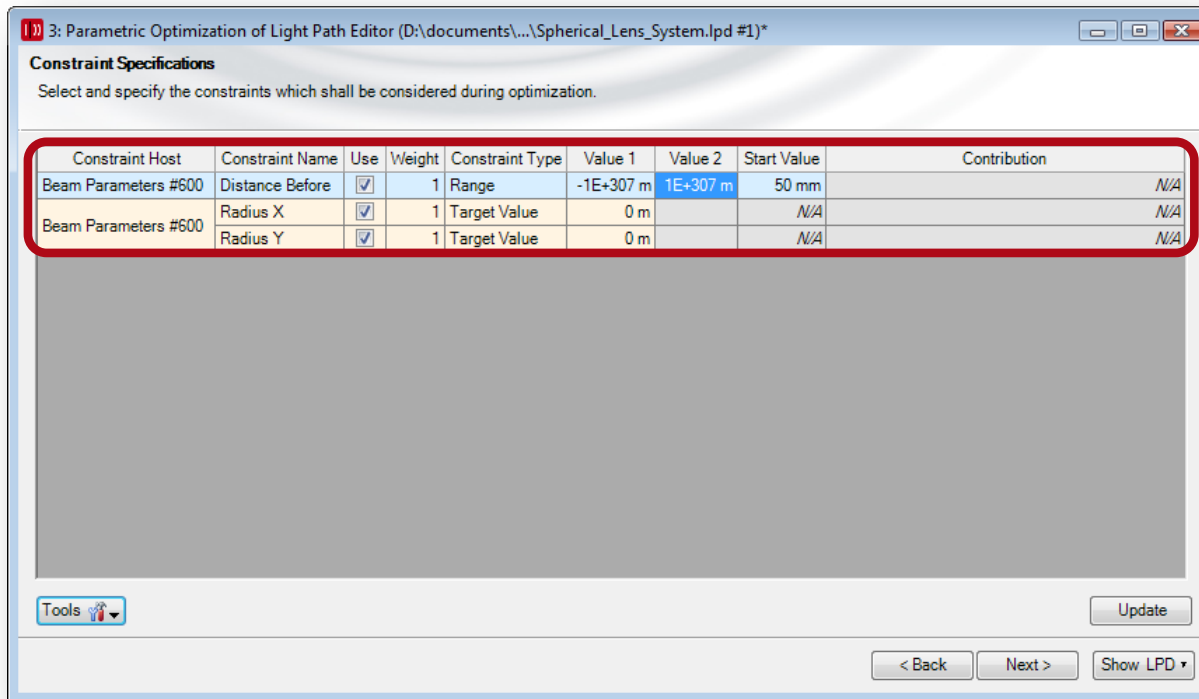 3: Parametric Optimization of Light Path Editor (D:\documents\...\Spherical_Lens_System.lpd #1)*
Constraint Specifications
Select and specify the constraints which shall be considered during optimization.
Constraint Host Constraint Name Use Weight Constraint Type Value 1 Value 2 Start Value Contribution
Beam Parameters #600 Distance Before 1 Range -1E+307 m 1E+307 m 50 mm N/A
Beam Parameters #600 Radius X 1 Target Value 0 m N/A N/A
Radius Y 1 Target Value 0 m N/A N/A
Tools Update
< Back Next > Show LPD